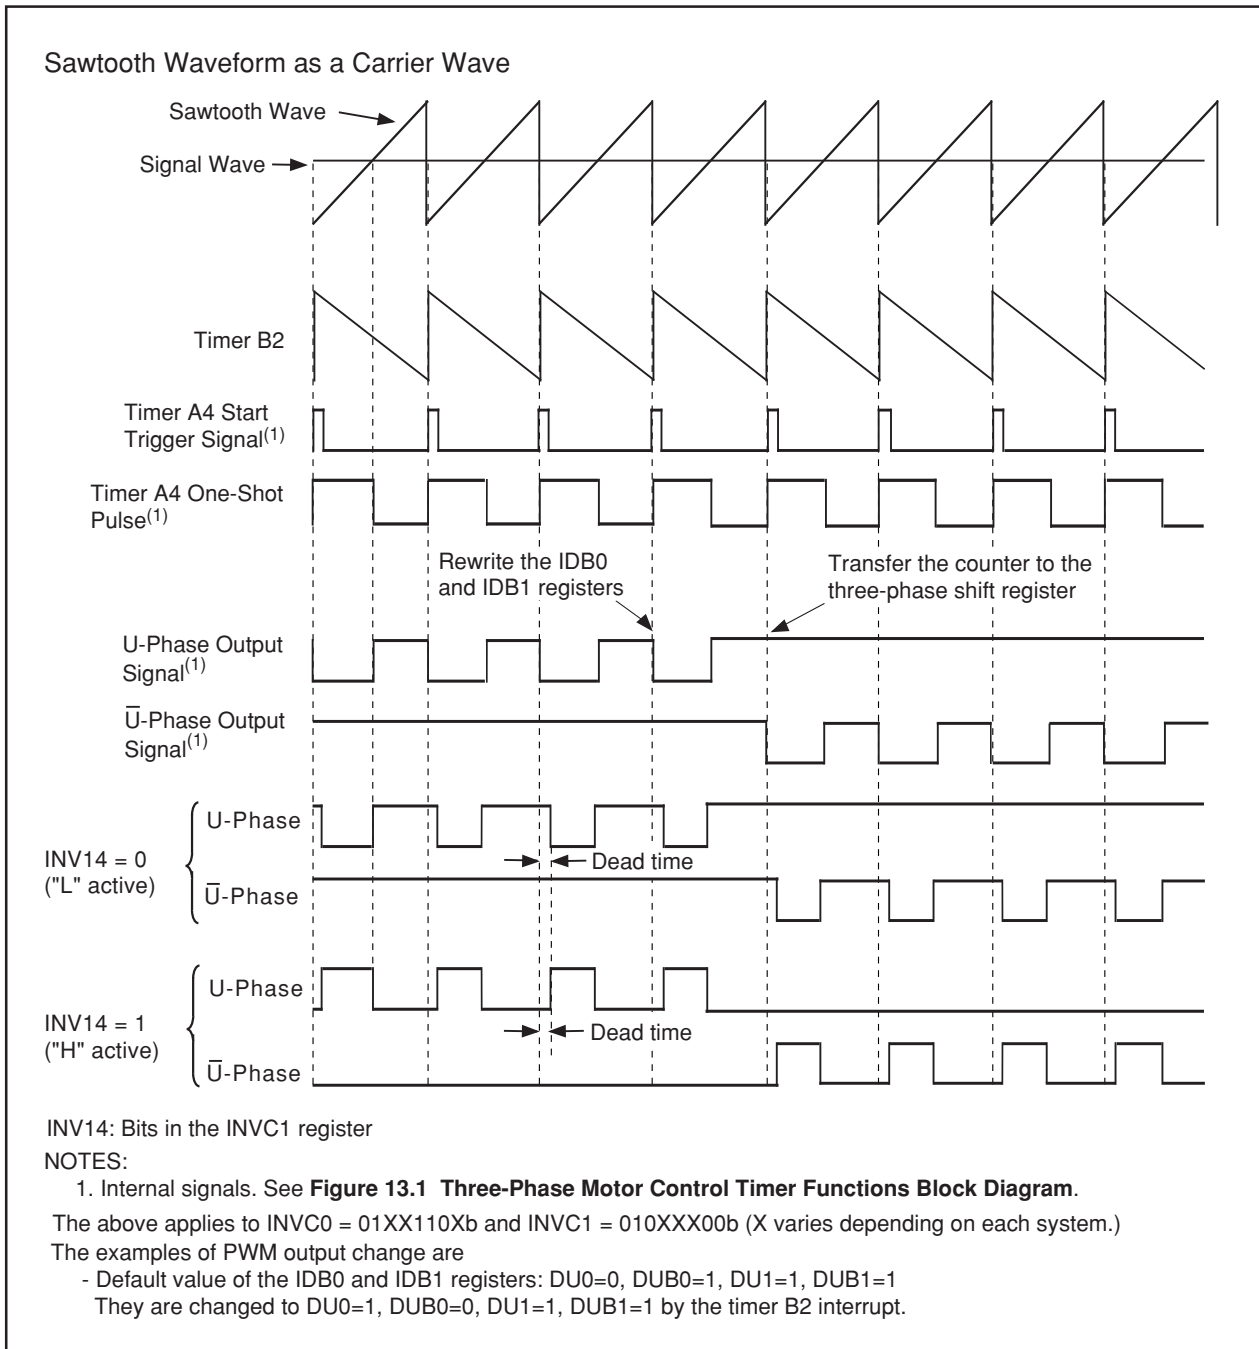 Sawtooth Waveform as a Carrier Wave
Sawtooth Wave
Signal Wave
Timer B2
Timer A4 Start
Trigger Signal(1)
Timer A4 One-Shot
Pulse(1)
Rewrite the IDB0
and IDB1 registers
Transfer the counter to the
three-phase shift register
U-Phase Output
Signal(1)
U̅-Phase Output
Signal(1)
INV14 = 0
("L" active)
U-Phase
Dead time
U̅-Phase
INV14 = 1
("H" active)
U-Phase
Dead time
U̅-Phase
INV14: Bits in the INVC1 register
NOTES:
1. Internal signals. See Figure 13.1 Three-Phase Motor Control Timer Functions Block Diagram.
The above applies to INVC0 = 01XX110Xb and INVC1 = 010XXX00b (X varies depending on each system.)
The examples of PWM output change are
- Default value of the IDB0 and IDB1 registers: DU0=0, DUB0=1, DU1=1, DUB1=1
They are changed to DU0=1, DUB0=0, DU1=1, DUB1=1 by the timer B2 interrupt.